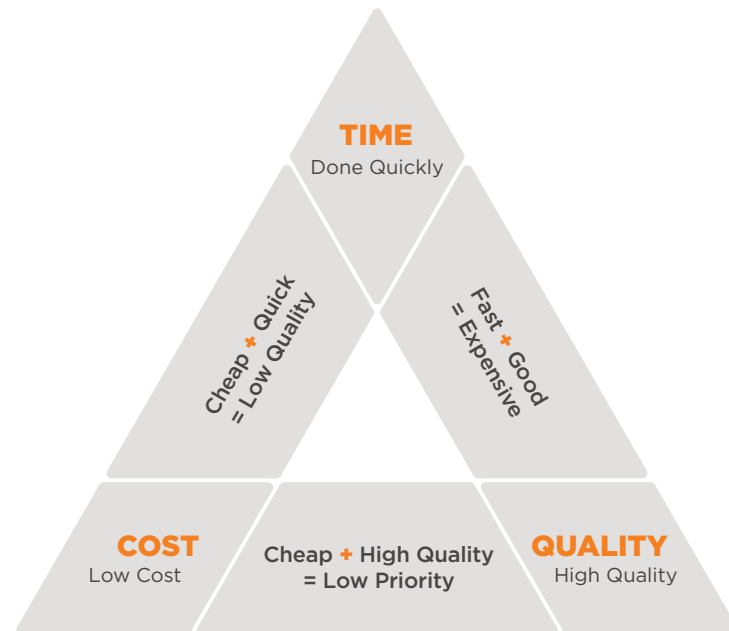 TIME
Done Quickly
Cheap + Quick
= Low Quality
Fast + Good
= Expensive
COST
Low Cost
Cheap + High Quality
= Low Priority
QUALITY
High Quality